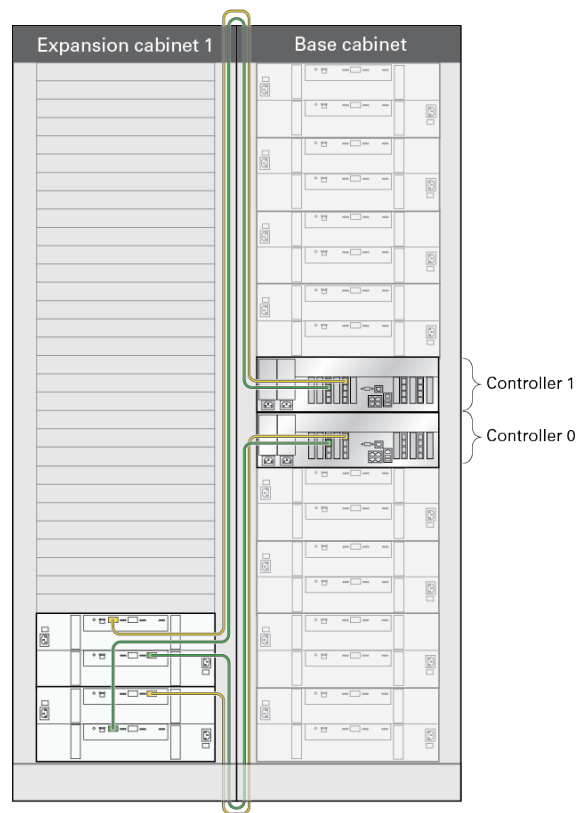 Expansion cabinet 1
Base cabinet
Controller 1
Controller 0